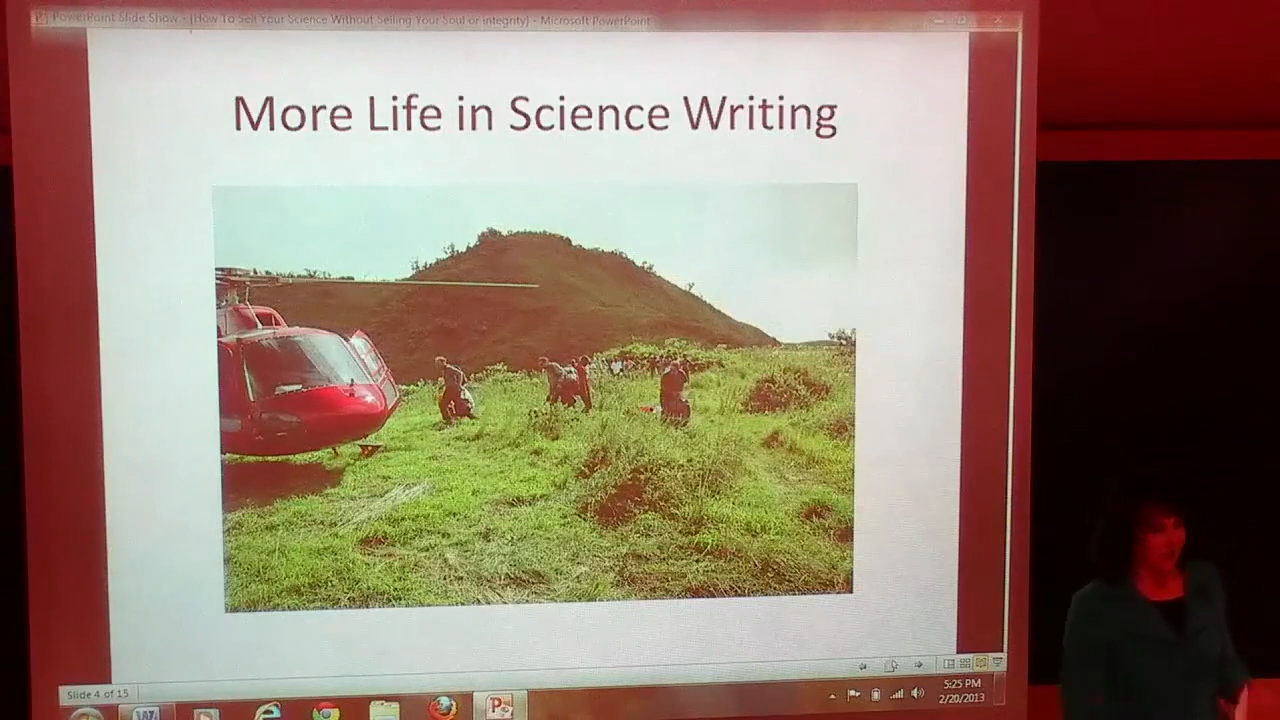 PowerPoint Slide Show - [How To Sell Your Science Without Selling Your Soul or integrity] - Microsoft PowerPoint
More Life in Science Writing
Slide 4 of 15
5:25 PM
2/20/2013